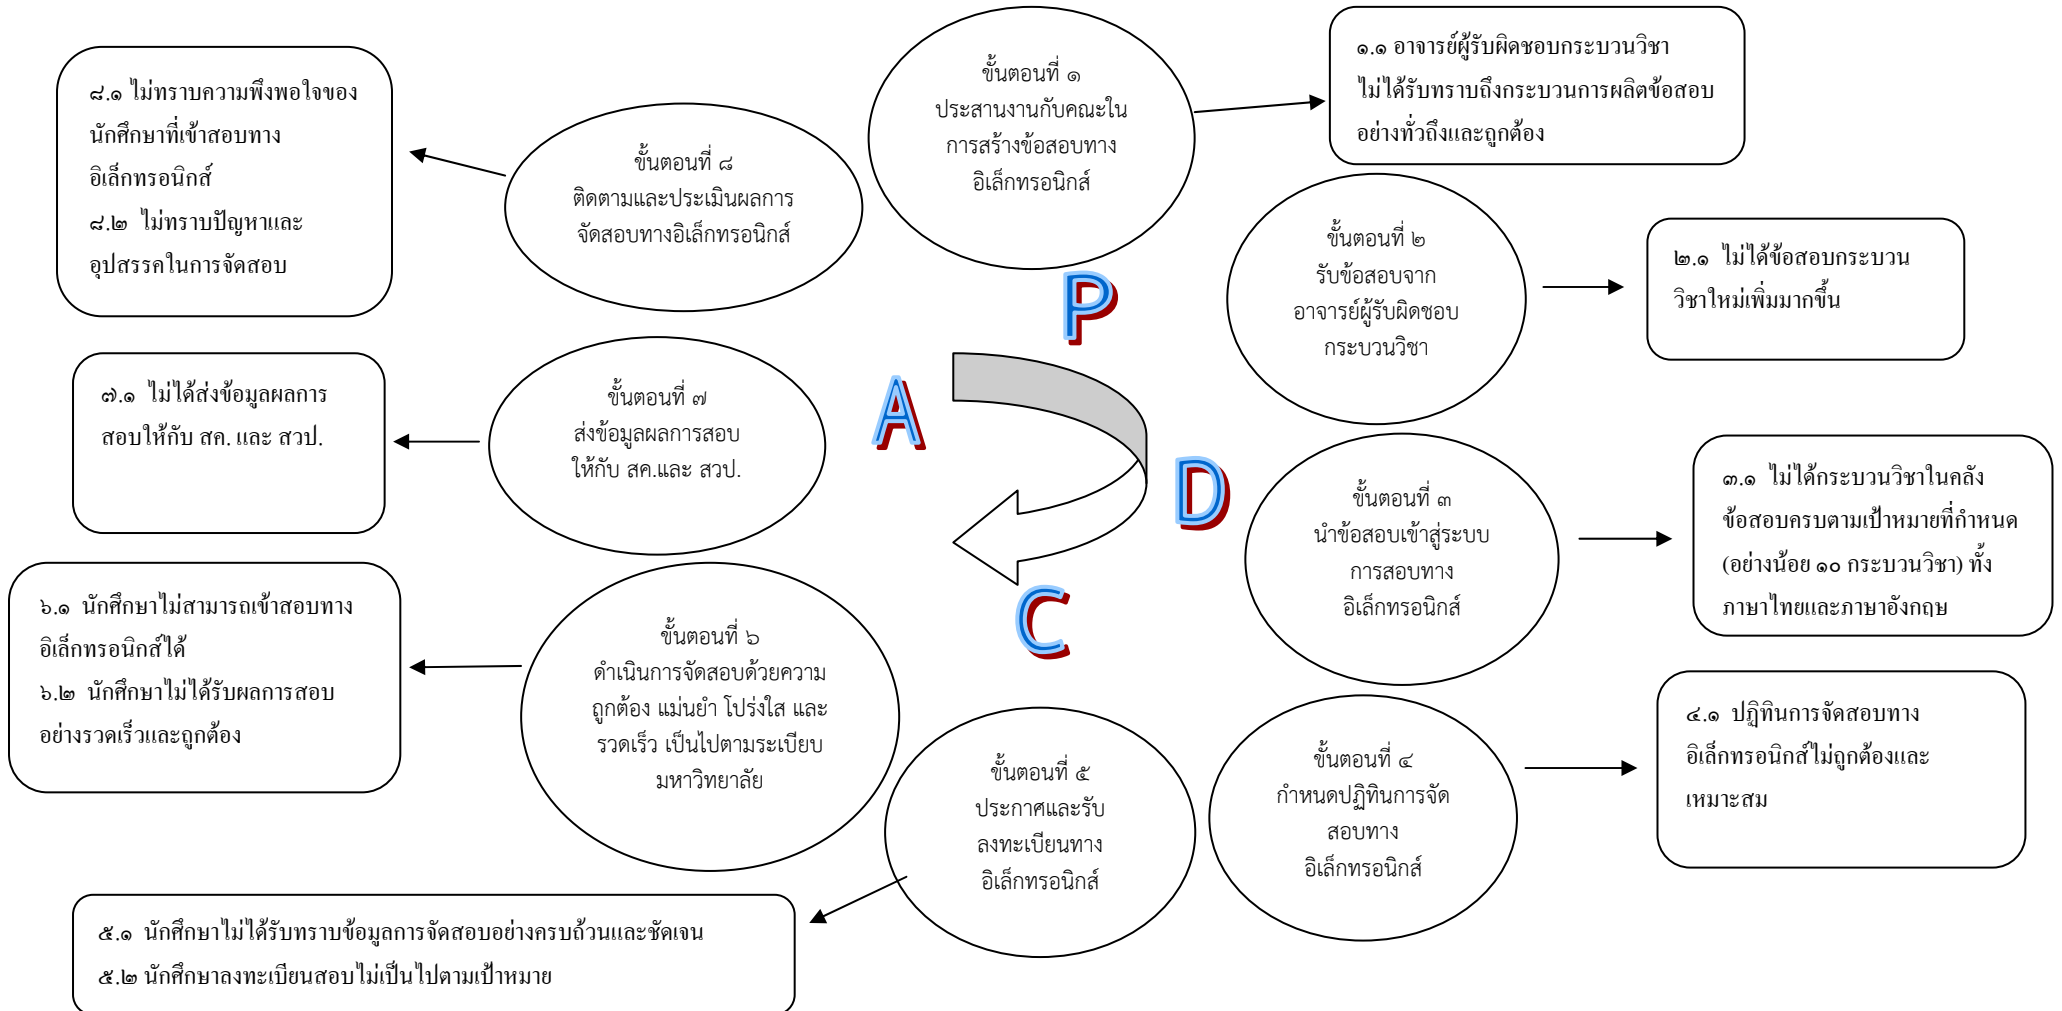 ขั้นตอนที่ ๑
ประสานงานกับคณะใน
การสร้างข้อสอบทาง
อิเล็กทรอนิกส์
๑.๑ อาจารย์ผู้รับผิดชอบกระบวนวิชา
ไม่ได้รับทราบถึงกระบวนการผลิตข้อสอบ
อย่างทั่วถึงและถูกต้อง
ขั้นตอนที่ ๒
รับข้อสอบจาก
อาจารย์ผู้รับผิดชอบ
กระบวนวิชา
๒.๑ ไม่ได้ข้อสอบกระบวน
วิชาใหม่เพิ่มมากขึ้น
ขั้นตอนที่ ๓
นำข้อสอบเข้าสู่ระบบ
การสอบทาง
อิเล็กทรอนิกส์
๓.๑ ไม่ได้กระบวนวิชาในคลัง
ข้อสอบครบตามเป้าหมายที่กำหนด
(อย่างน้อย ๑๐ กระบวนวิชา) ทั้ง
ภาษาไทยและภาษาอังกฤษ
ขั้นตอนที่ ๔
กำหนดปฏิทินการจัด
สอบทาง
อิเล็กทรอนิกส์
๔.๑ ปฏิทินการจัดสอบทาง
อิเล็กทรอนิกส์ไม่ถูกต้องและ
เหมาะสม
ขั้นตอนที่ ๕
ประกาศและรับ
ลงทะเบียนทาง
อิเล็กทรอนิกส์
๕.๑ นักศึกษาไม่ได้รับทราบข้อมูลการจัดสอบอย่างครบถ้วนและชัดเจน
๕.๒ นักศึกษาลงทะเบียนสอบไม่เป็นไปตามเป้าหมาย
ขั้นตอนที่ ๖
ดำเนินการจัดสอบด้วยความ
ถูกต้อง แม่นยำ โปร่งใส และ
รวดเร็ว เป็นไปตามระเบียบ
มหาวิทยาลัย
๖.๑ นักศึกษาไม่สามารถเข้าสอบทาง
อิเล็กทรอนิกส์ได้
๖.๒ นักศึกษาไม่ได้รับผลการสอบ
อย่างรวดเร็วและถูกต้อง
ขั้นตอนที่ ๗
ส่งข้อมูลผลการสอบ
ให้กับ สค.และ สวป.
๗.๑ ไม่ได้ส่งข้อมูลผลการ
สอบให้กับ สค. และ สวป.
ขั้นตอนที่ ๘
ติดตามและประเมินผลการ
จัดสอบทางอิเล็กทรอนิกส์
๘.๑ ไม่ทราบความพึงพอใจของ
นักศึกษาที่เข้าสอบทาง
อิเล็กทรอนิกส์
๘.๒ ไม่ทราบปัญหาและ
อุปสรรคในการจัดสอบ
P
D
C
A